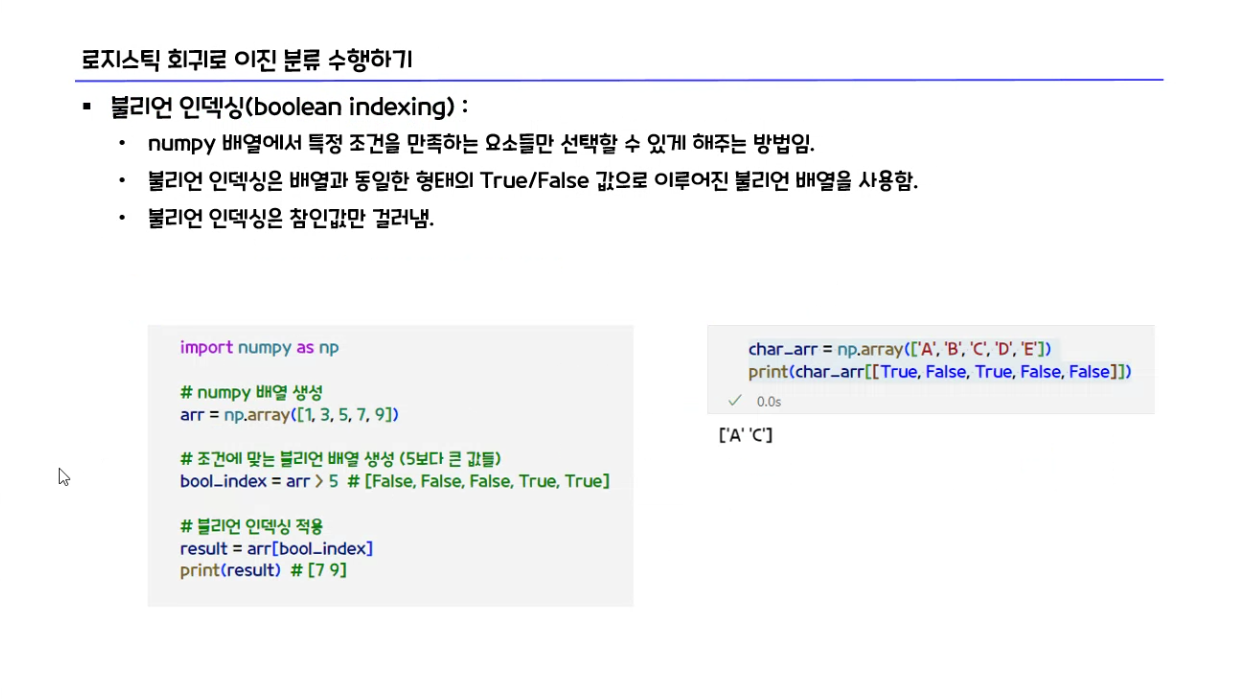 로지스틱 회귀로 이진 분류 수행하기
▪ 불리언 인덱싱(boolean indexing) :
• numpy 배열에서 특정 조건을 만족하는 요소들만 선택할 수 있게 해주는 방법임.
• 불리언 인덱싱은 배열과 동일한 형태의 True/False 값으로 이루어진 불리언 배열을 사용함.
• 불리언 인덱싱은 참인값만 걸러냄.
import numpy as np
# numpy 배열 생성
arr = np.array([1, 3, 5, 7, 9])
# 조건에 맞는 불리언 배열 생성 (5보다 큰 값들)
bool_index = arr > 5 # [False, False, False, True, True]
# 불리언 인덱싱 적용
result = arr[bool_index]
print(result) # [7 9]
char_arr = np.array(['A', 'B', 'C', 'D', 'E'])
print(char_arr[[True, False, True, False, False]])
✓ 0.0s
['A' 'C']